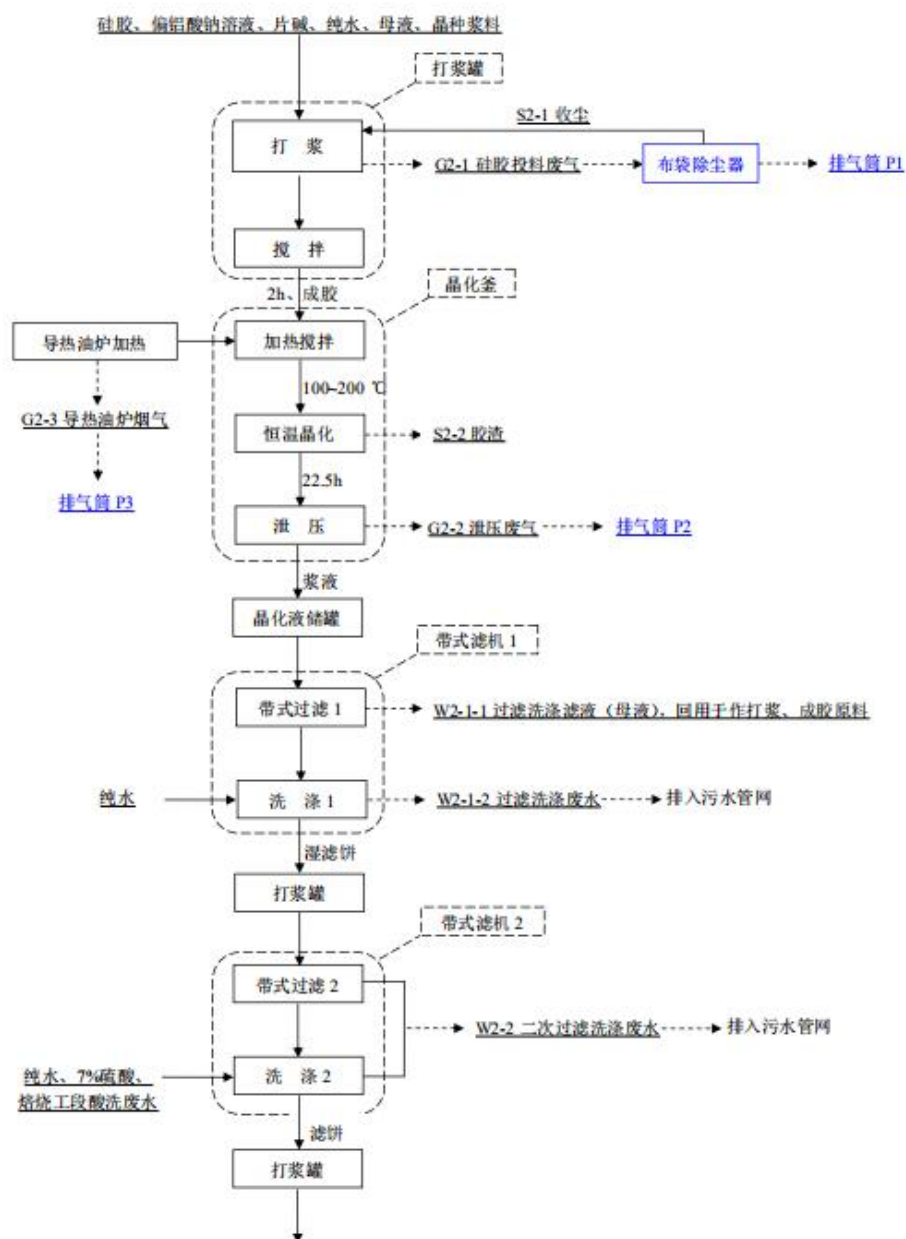 硅胶、偏铝酸钠溶液、片碱、纯水、母液、晶种浆料
打浆罐
S2-1 收尘
打 浆
G2-1 硅胶投料废气
布袋除尘器
排气筒 P1
搅 拌
2h、成胶
晶化釜
导热油炉加热
加热搅拌
100–200 ℃
G2-3 导热油炉烟气
恒温晶化
S2-2 胶渣
22.5h
排气筒 P3
泄 压
G2-2 泄压废气
排气筒 P2
浆液
晶化液储罐
带式滤机 1
带式过滤 1
W2-1-1 过滤洗涤滤液（母液），回用于作打浆、成胶原料
纯水
洗 涤 1
W2-1-2 过滤洗涤废水
排入污水管网
湿滤饼
打浆罐
带式滤机 2
带式过滤 2
W2-2 二次过滤洗涤废水
排入污水管网
纯水、7%硫酸、
焙烧工段酸洗废水
洗 涤 2
滤饼
打浆罐